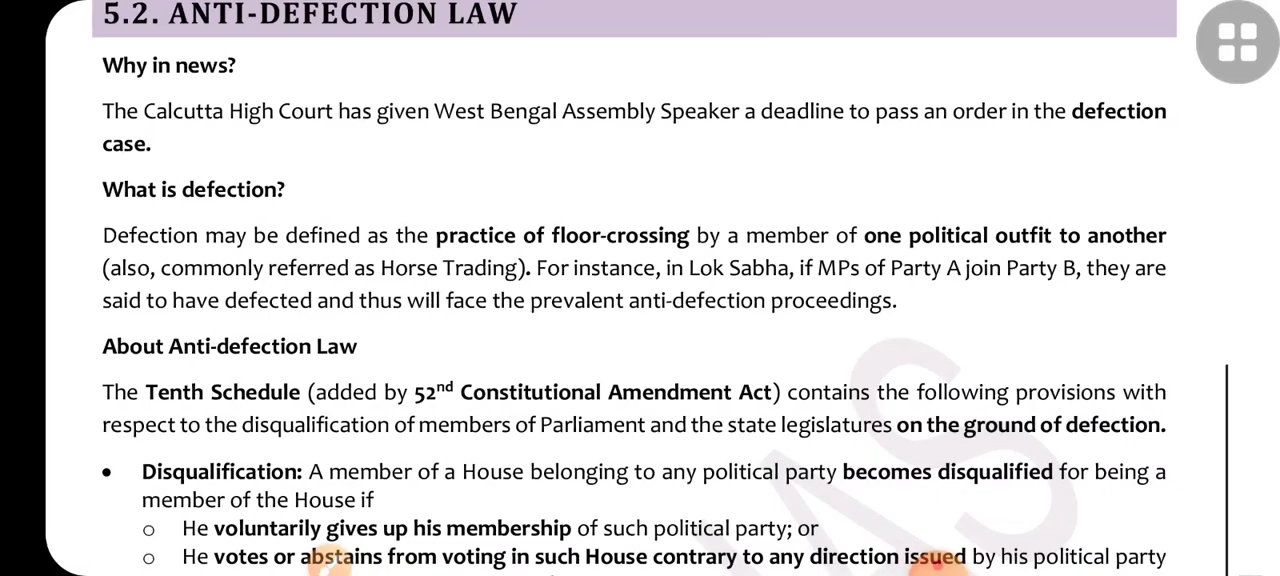 5.2. ANTI-DEFECTION LAW
Why in news?
The Calcutta High Court has given West Bengal Assembly Speaker a deadline to pass an order in the defection
case.
What is defection?
Defection may be defined as the practice of floor-crossing by a member of one political outfit to another
(also, commonly referred as Horse Trading). For instance, in Lok Sabha, if MPs of Party A join Party B, they are
said to have defected and thus will face the prevalent anti-defection proceedings.
About Anti-defection Law
The Tenth Schedule (added by 52nd Constitutional Amendment Act) contains the following provisions with
respect to the disqualification of members of Parliament and the state legislatures on the ground of defection.
• Disqualification: A member of a House belonging to any political party becomes disqualified for being a
member of the House if
o He voluntarily gives up his membership of such political party; or
o He votes or abstains from voting in such House contrary to any direction issued by his political party